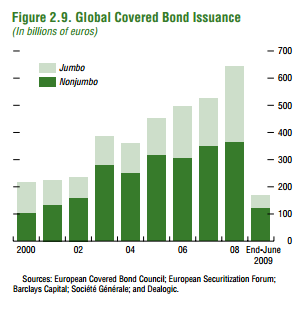 Figure 2.9. Global Covered Bond Issuance
(In billions of euros)
700
Jumbo
600
Nonjumbo
500
400
300
200
100
0
2000 02 04 06 08 End-June
2009
Sources: European Covered Bond Council; European Securitization Forum;
Barclays Capital; Société Générale; and Dealogic.